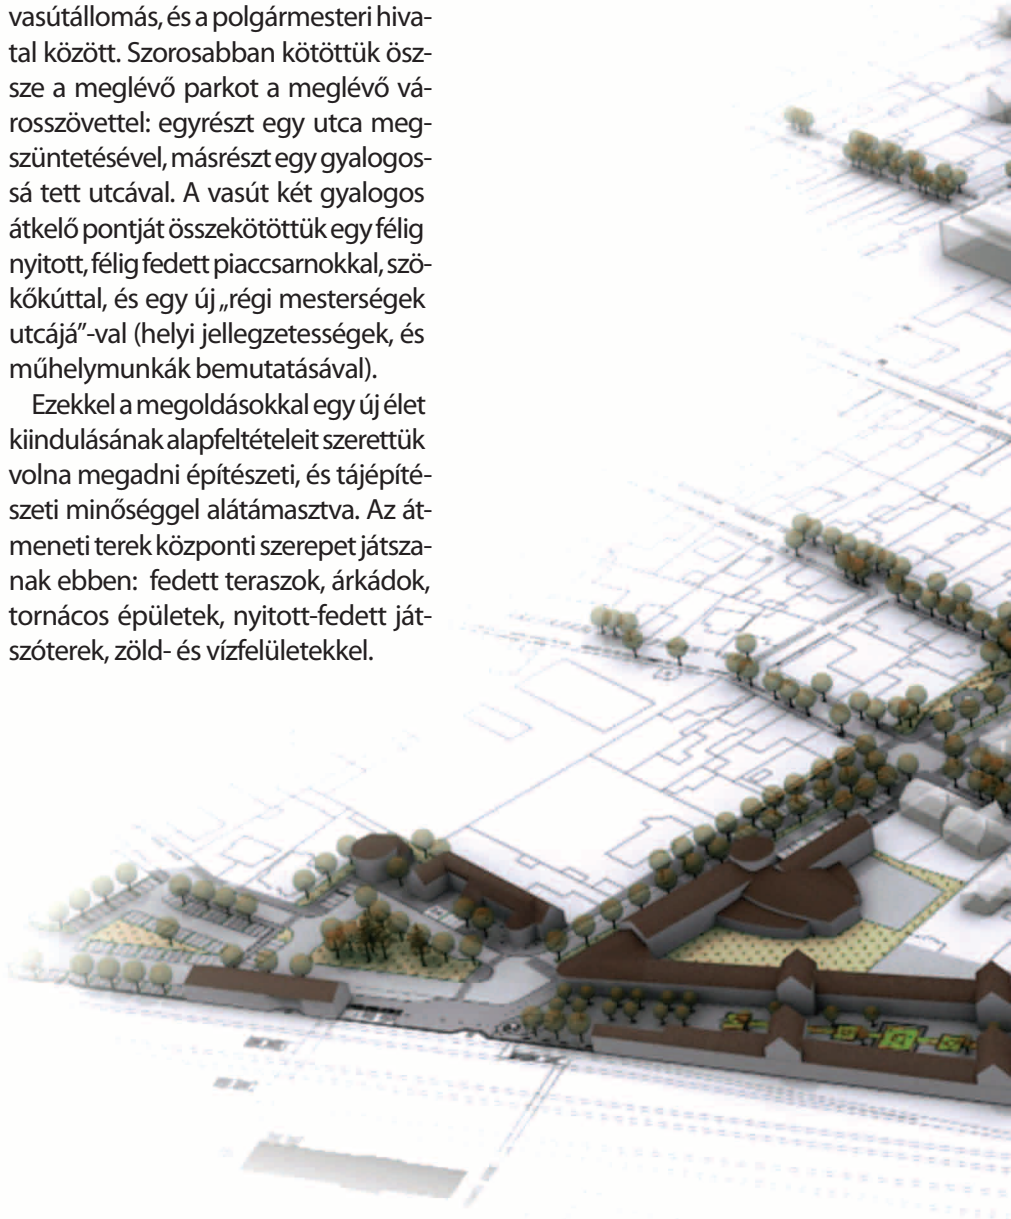 vasútállomás, és a polgármesteri hiva-
tal között. Szorosabban kötöttük ösz-
sze a meglévő parkot a meglévő vá-
rosszövettel: egyrészt egy utca meg-
szüntetésével, másrészt egy gyalogos-
sá tett utcával. A vasút két gyalogos
átkelő pontját összekötöttük egy félig
nyitott, félig fedett piaccsarnokkal, szö-
kőkúttal, és egy új „régi mesterségek
utcájá”-val (helyi jellegzetességek, és
műhelymunkák bemutatásával).
Ezekkel a megoldásokkal egy új élet
kiindulásának alapfeltételeit szerettük
volna megadni építészeti, és tájépíté-
szeti minőséggel alátámasztva. Az át-
meneti terek központi szerepet játsza-
nak ebben: fedett teraszok, árkádok,
tornácos épületek, nyitott-fedett ját-
szóterek, zöld- és vízfelületekkel.